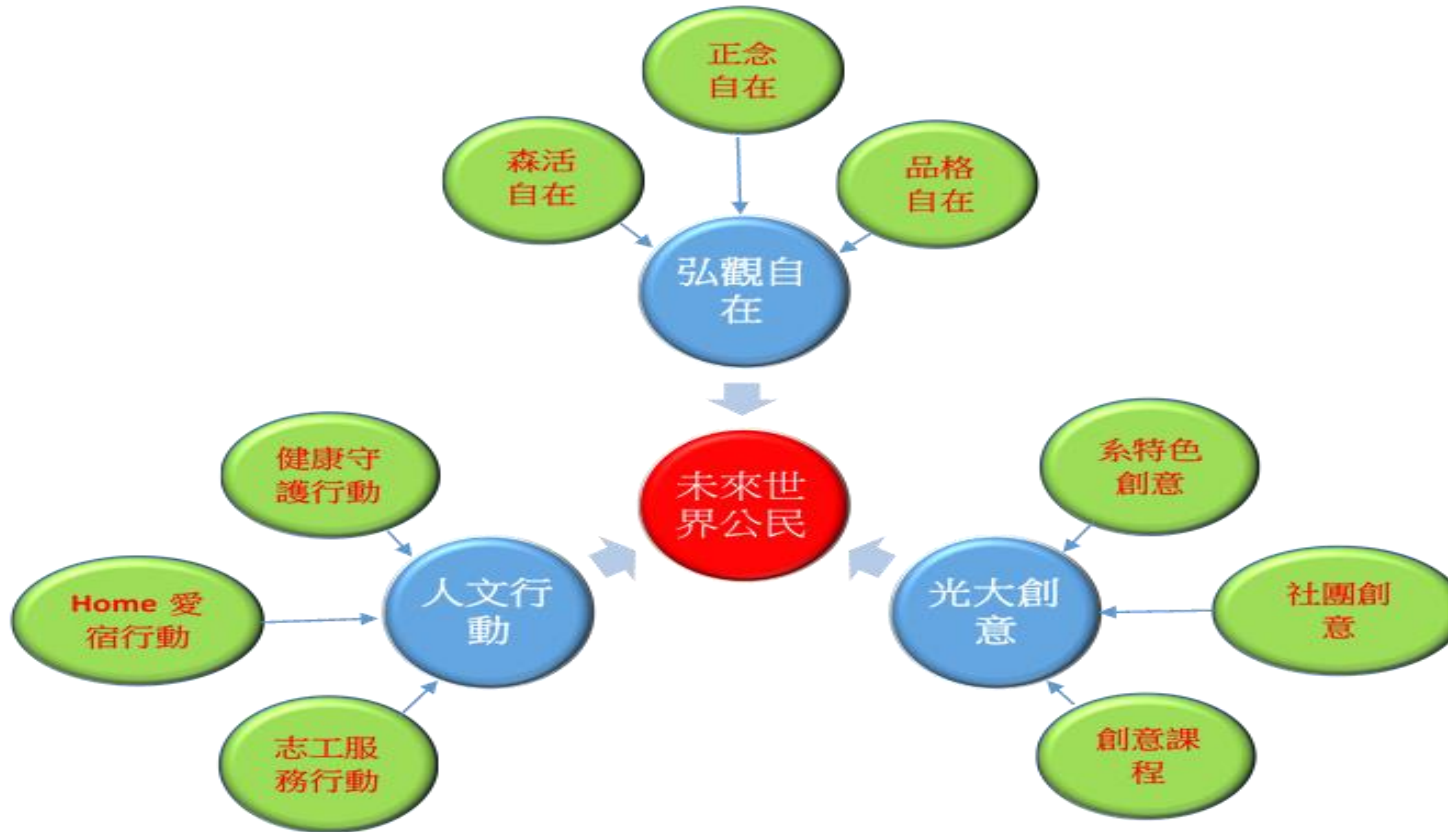 正念
自在
森活
自在
品格
自在
弘觀自
在
健康守
護行動
系特色
創意
未來世
界公民
Home 愛
宿行動
人文行
動
光大創
意
社團創
意
志工服
務行動
創意課
程